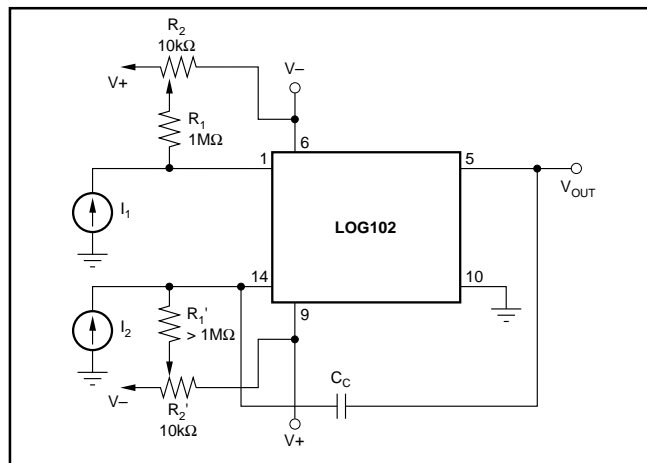 R2
10kΩ
V+
V–
R1
1MΩ
6
1
5
VOUT
I1
LOG102
14
10
I2
R1'
> 1MΩ
9
V–
R2'
10kΩ
CC
V+